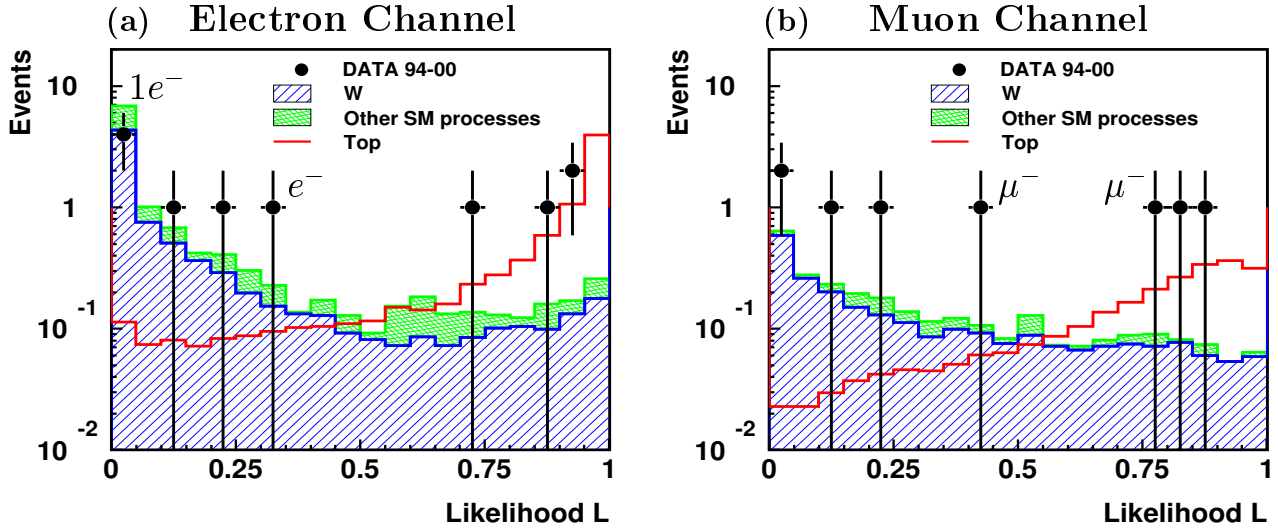 (a) Electron Channel
Events
10
1
10 -1
10 -2
1e−
e−
DATA 94-00
W
Other SM processes
Top
0 0.25 0.5 0.75 1
Likelihood L
(b) Muon Channel
Events
10
1
10 -1
10 -2
DATA 94-00
W
Other SM processes
Top
μ−
μ−
0 0.25 0.5 0.75 1
Likelihood L